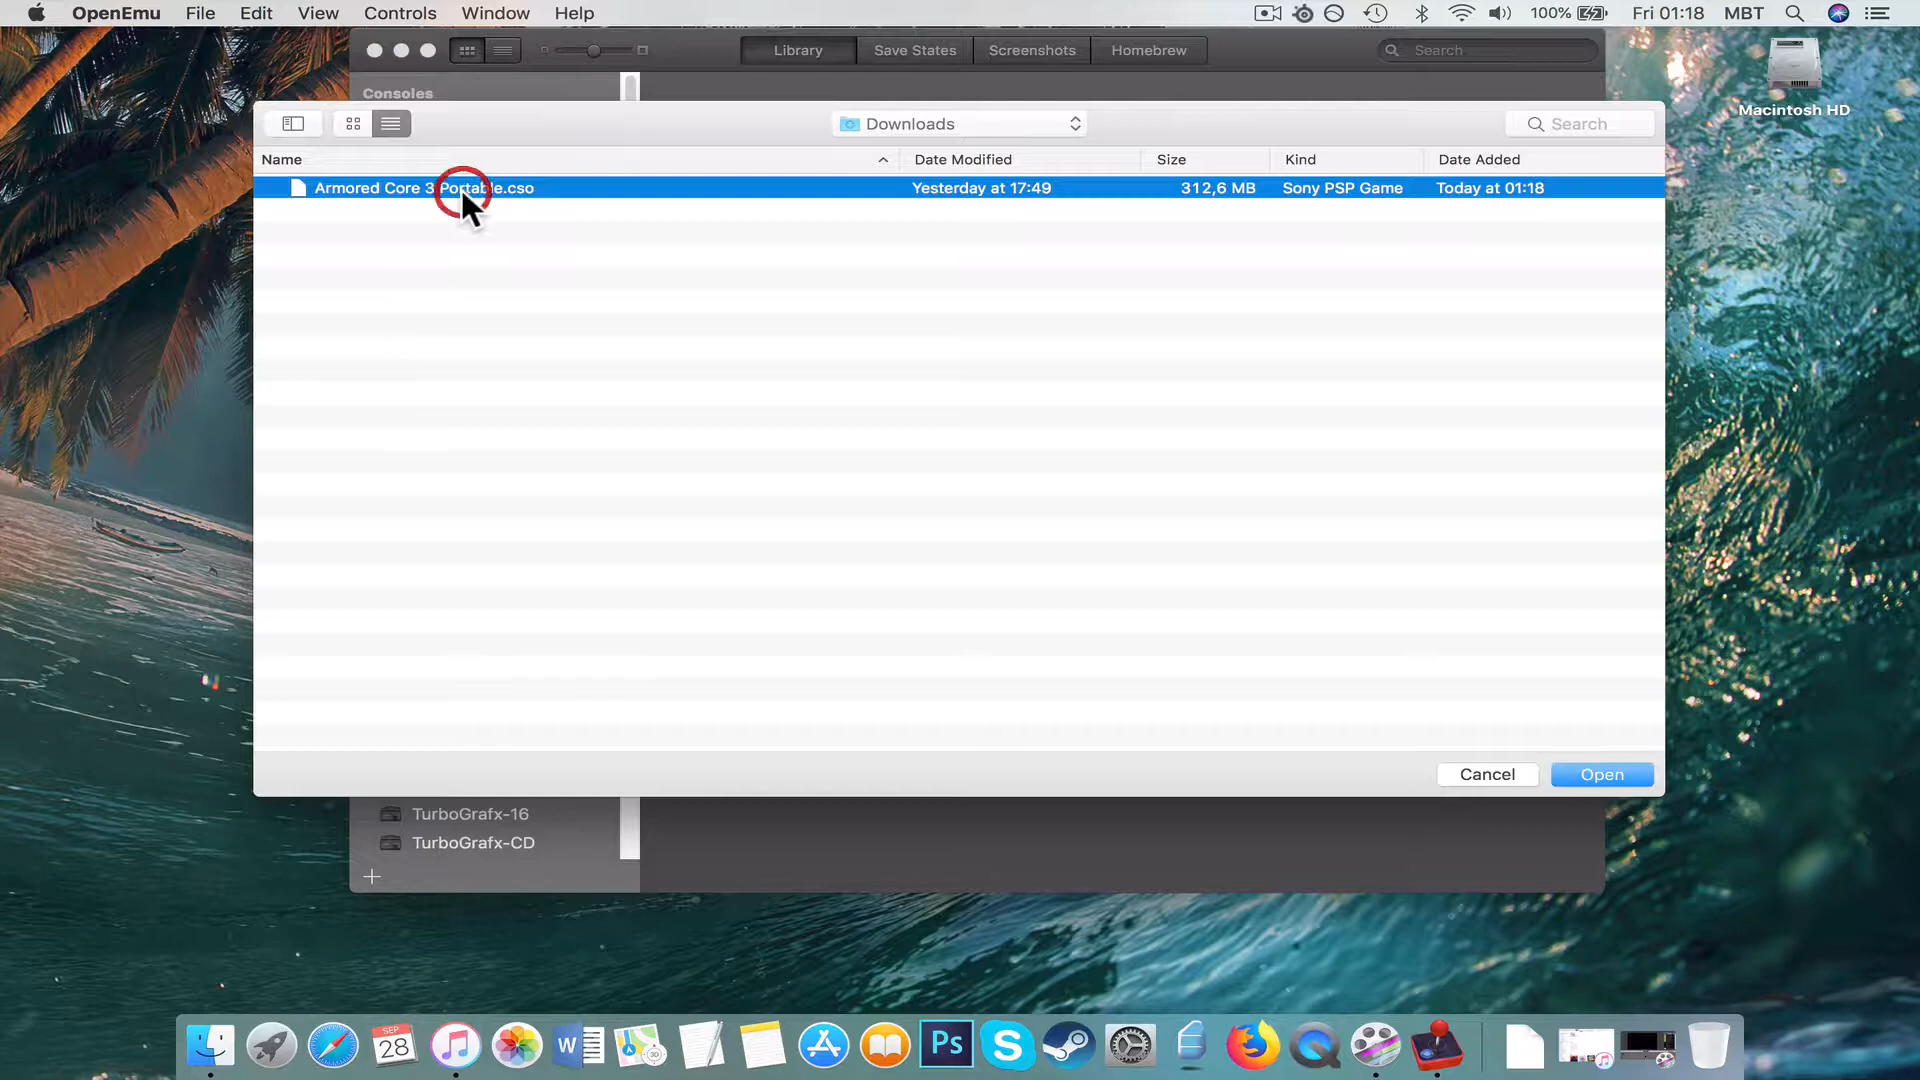 OpenEmu File Edit View Controls Window Help 100% Fri 01:18 MBT
Library Save States Screenshots Homebrew Search
Macintosh HD
Consoles
Downloads Search
Name Date Modified Size Kind Date Added
Armored Core 3 Portable.cso Yesterday at 17:49 312,6 MB Sony PSP Game Today at 01:18
Cancel Open
TurboGrafx-16
TurboGrafx-CD
SEP
28
W
Ps
S